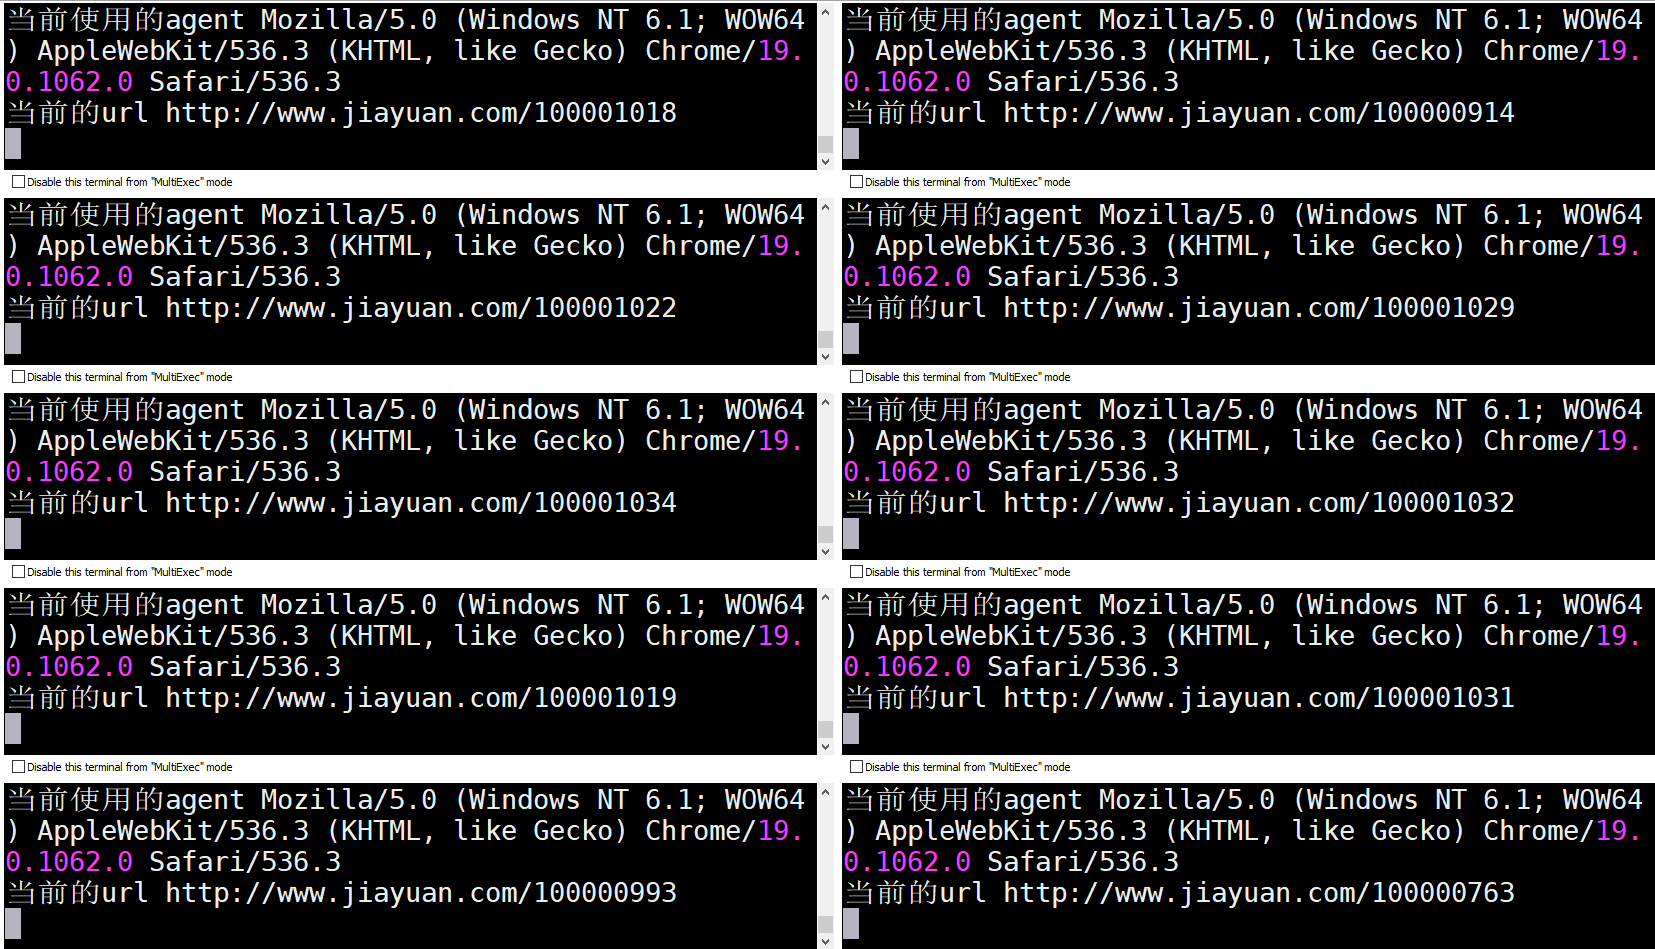 当前使用的agent Mozilla/5.0 (Windows NT 6.1; WOW64
) AppleWebKit/536.3 (KHTML, like Gecko) Chrome/19.
0.1062.0 Safari/536.3
当前的url http://www.jiayuan.com/100001018
Disable this terminal from "MultiExec" mode
当前使用的agent Mozilla/5.0 (Windows NT 6.1; WOW64
) AppleWebKit/536.3 (KHTML, like Gecko) Chrome/19.
0.1062.0 Safari/536.3
当前的url http://www.jiayuan.com/100000914
Disable this terminal from "MultiExec" mode
当前使用的agent Mozilla/5.0 (Windows NT 6.1; WOW64
) AppleWebKit/536.3 (KHTML, like Gecko) Chrome/19.
0.1062.0 Safari/536.3
当前的url http://www.jiayuan.com/100001022
Disable this terminal from "MultiExec" mode
当前使用的agent Mozilla/5.0 (Windows NT 6.1; WOW64
) AppleWebKit/536.3 (KHTML, like Gecko) Chrome/19.
0.1062.0 Safari/536.3
当前的url http://www.jiayuan.com/100001029
Disable this terminal from "MultiExec" mode
当前使用的agent Mozilla/5.0 (Windows NT 6.1; WOW64
) AppleWebKit/536.3 (KHTML, like Gecko) Chrome/19.
0.1062.0 Safari/536.3
当前的url http://www.jiayuan.com/100001034
Disable this terminal from "MultiExec" mode
当前使用的agent Mozilla/5.0 (Windows NT 6.1; WOW64
) AppleWebKit/536.3 (KHTML, like Gecko) Chrome/19.
0.1062.0 Safari/536.3
当前的url http://www.jiayuan.com/100001032
Disable this terminal from "MultiExec" mode
当前使用的agent Mozilla/5.0 (Windows NT 6.1; WOW64
) AppleWebKit/536.3 (KHTML, like Gecko) Chrome/19.
0.1062.0 Safari/536.3
当前的url http://www.jiayuan.com/100001019
Disable this terminal from "MultiExec" mode
当前使用的agent Mozilla/5.0 (Windows NT 6.1; WOW64
) AppleWebKit/536.3 (KHTML, like Gecko) Chrome/19.
0.1062.0 Safari/536.3
当前的url http://www.jiayuan.com/100001031
Disable this terminal from "MultiExec" mode
当前使用的agent Mozilla/5.0 (Windows NT 6.1; WOW64
) AppleWebKit/536.3 (KHTML, like Gecko) Chrome/19.
0.1062.0 Safari/536.3
当前的url http://www.jiayuan.com/100000993
当前使用的agent Mozilla/5.0 (Windows NT 6.1; WOW64
) AppleWebKit/536.3 (KHTML, like Gecko) Chrome/19.
0.1062.0 Safari/536.3
当前的url http://www.jiayuan.com/100000763